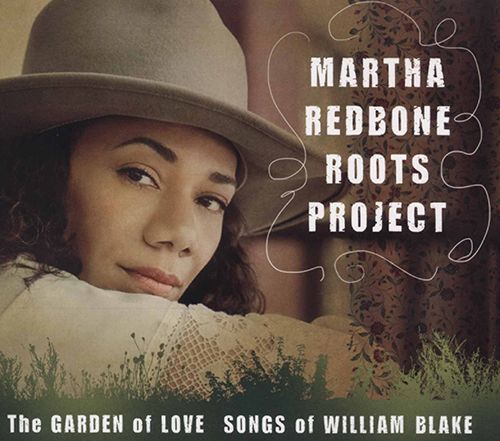 MARTHA
REDBONE
ROOTS
PROJECT
The GARDEN of LOVE SONGS of WILLIAM BLAKE